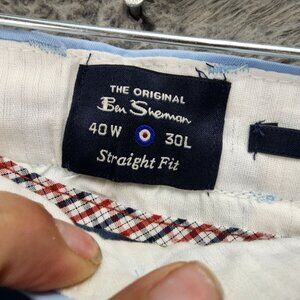 THE ORIGINAL
Ben Sherman
40 W 30L
Straight Fit